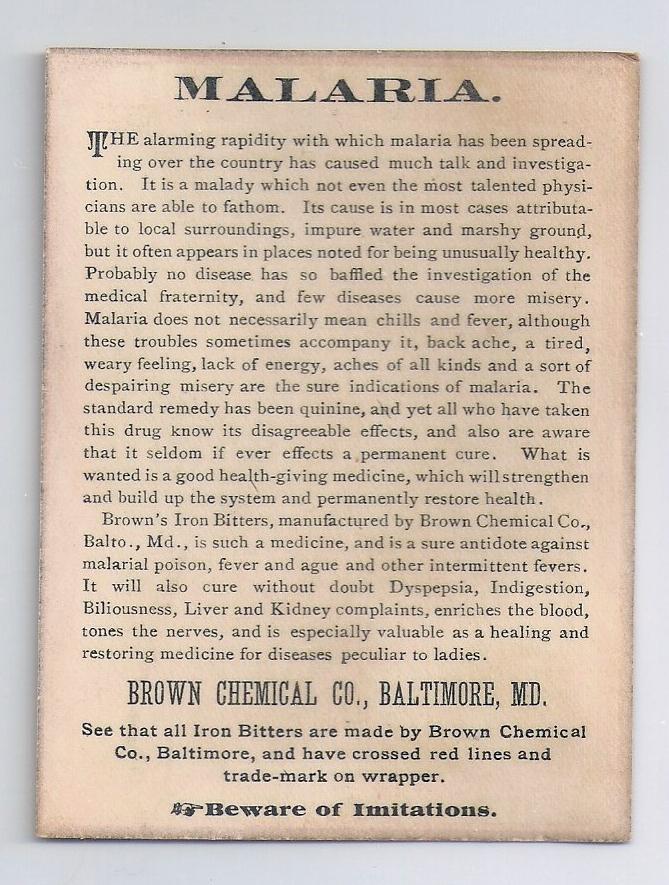 MALARIA.
THE alarming rapidity with which malaria has been spread-
ing over the country has caused much talk and investiga-
tion. It is a malady which not even the most talented physi-
cians are able to fathom. Its cause is in most cases attributa-
ble to local surroundings, impure water and marshy ground,
but it often appears in places noted for being unusually healthy.
Probably no disease has so baffled the investigation of the
medical fraternity, and few diseases cause more misery.
Malaria does not necessarily mean chills and fever, although
these troubles sometimes accompany it, back ache, a tired,
weary feeling, lack of energy, aches of all kinds and a sort of
despairing misery are the sure indications of malaria. The
standard remedy has been quinine, and yet all who have taken
this drug know its disagreeable effects, and also are aware
that it seldom if ever effects a permanent cure. What is
wanted is a good health-giving medicine, which will strengthen
and build up the system and permanently restore health.
Brown's Iron Bitters, manufactured by Brown Chemical Co.,
Balto., Md., is such a medicine, and is a sure antidote against
malarial poison, fever and ague and other intermittent fevers.
It will also cure without doubt Dyspepsia, Indigestion,
Biliousness, Liver and Kidney complaints, enriches the blood,
tones the nerves, and is especially valuable as a healing and
restoring medicine for diseases peculiar to ladies.
BROWN CHEMICAL CO., BALTIMORE, MD.
See that all Iron Bitters are made by Brown Chemical
Co., Baltimore, and have crossed red lines and
trade-mark on wrapper.
☞Beware of Imitations.